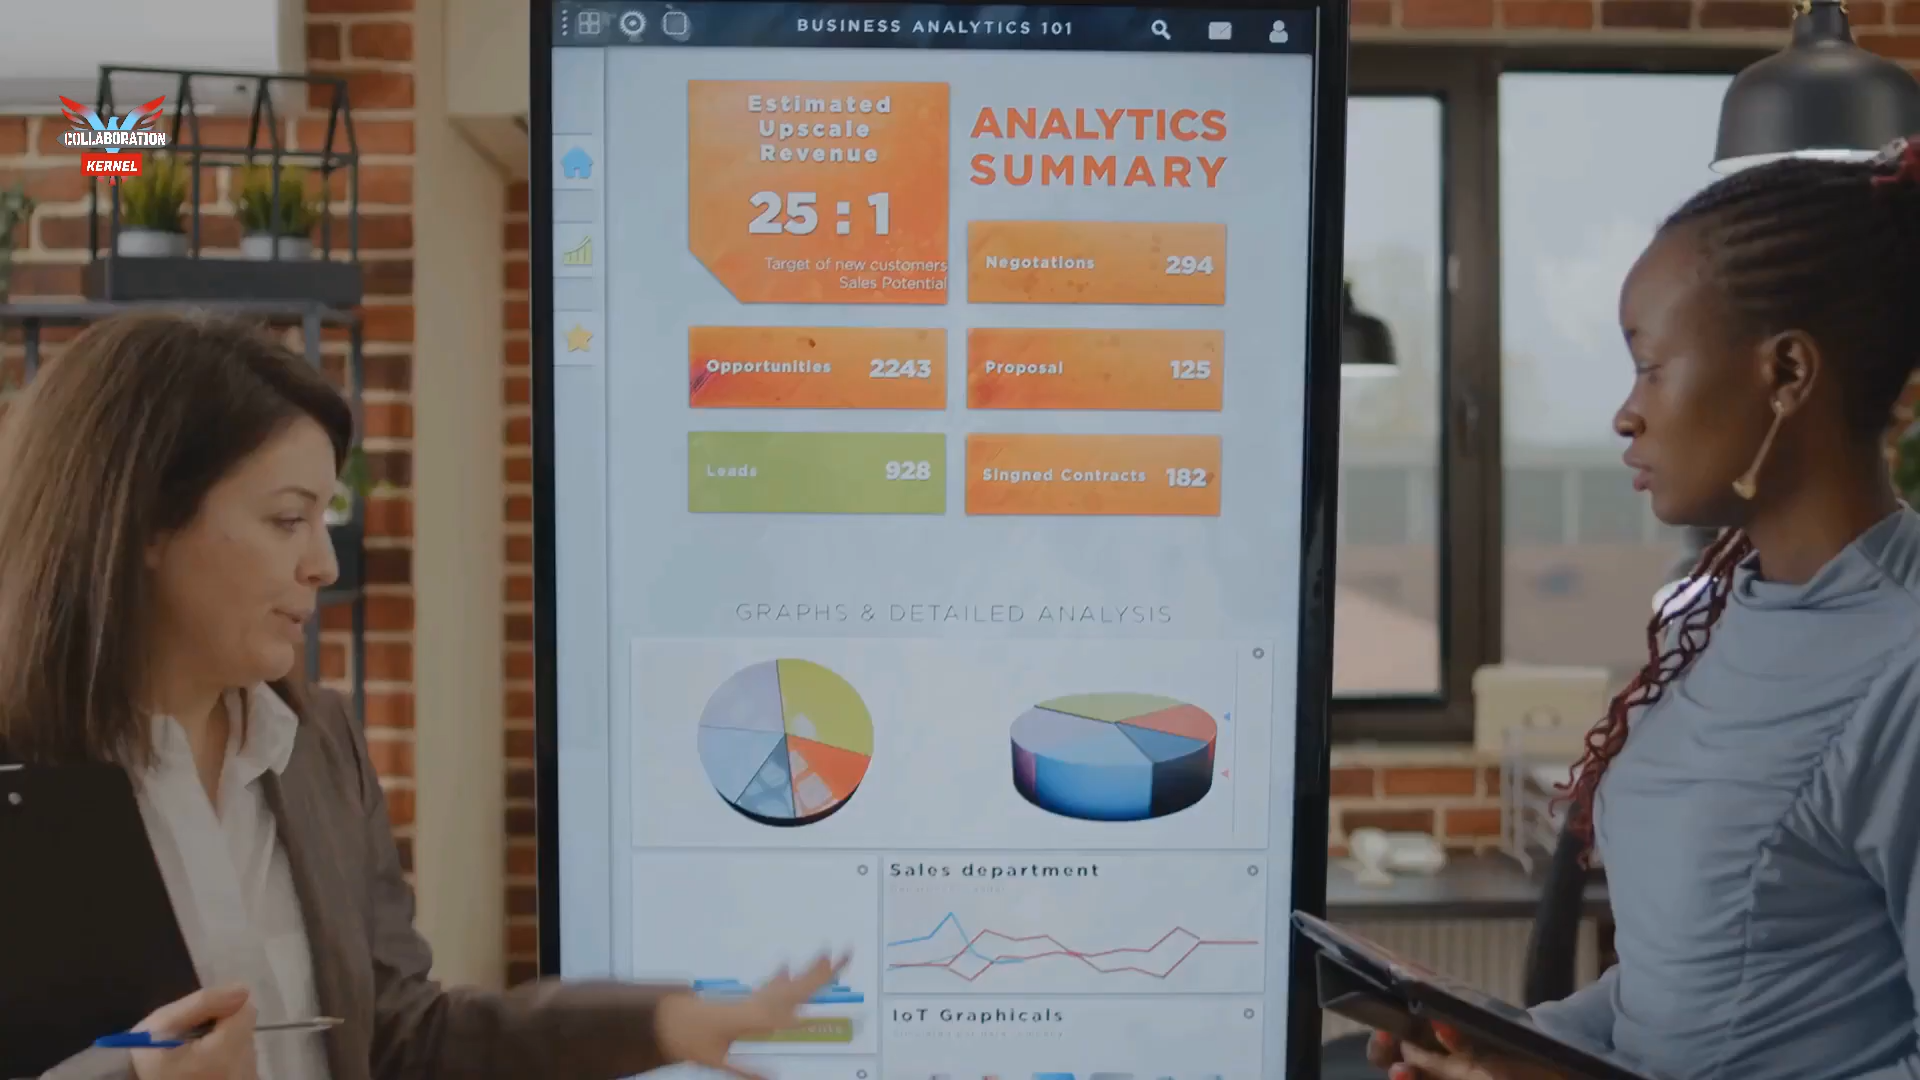 BUSINESS ANALYTICS 101
COLLABORATION
KERNEL
Estimated
Upscale
Revenue
25 : 1
Target of new customers
Sales Potential
ANALYTICS
SUMMARY
Negotations 294
Opportunities 2243
Proposal 125
Leads 928
Singned Contracts 182
GRAPHS & DETAILED ANALYSIS
Sales department
IoT Graphicals